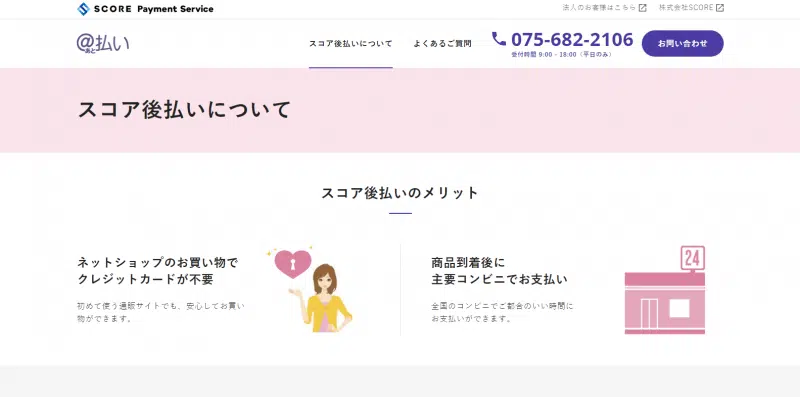 SCORE Payment Service
法人のお客様はこちら
株式会社SCORE
@払い
あと
スコア後払いについて
よくあるご質問
075-682-2106
受付時間 9:00 - 18:00（平日のみ）
お問い合わせ
スコア後払いについて
スコア後払いのメリット
ネットショップのお買い物で
クレジットカードが不要
初めて使う通販サイトでも、安心してお買い
物ができます。
商品到着後に
主要コンビニでお支払い
全国のコンビニでご都合のいい時間に
お支払いができます。
24